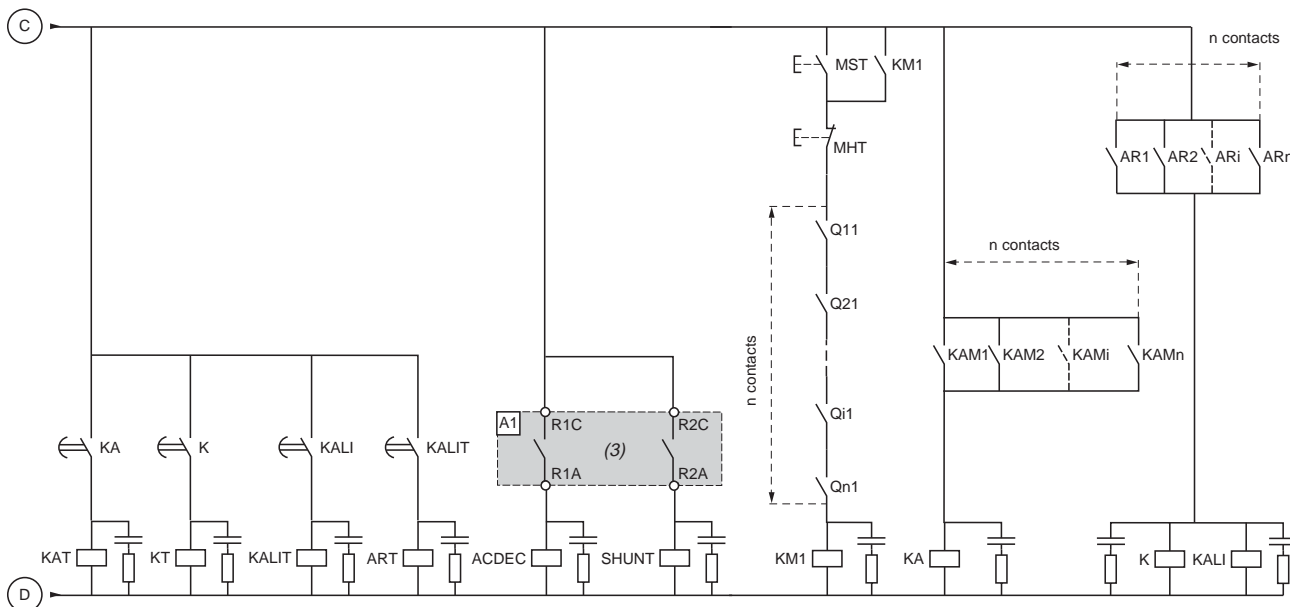 C
n contacts
MST
KM1
MHT
AR1
AR2
ARi
ARn
Q11
n contacts
Q21
n contacts
KAM1
KAM2
KAMi
KAMn
A1
R1C
R2C
Qi1
KA
K
KALI
KALIT
(3)
R1A
R2A
Qn1
KAT
KT
KALIT
ART
ACDEC
SHUNT
KM1
KA
K
KALI
D